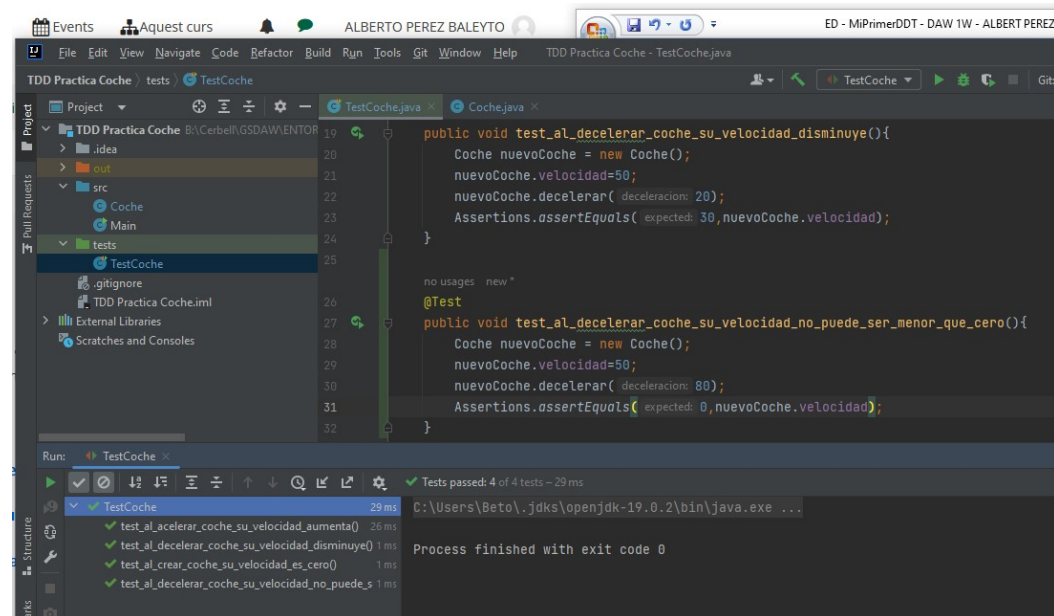 Events Aquest curs ALBERTO PEREZ BALEYTO
ED - MiPrimerDDT - DAW 1W - ALBERT PEREZ
File Edit View Navigate Code Refactor Build Run Tools Git Window Help TDD Practica Coche - TestCoche.java
TDD Practica Coche tests TestCoche
TestCoche Git:
Project
TestCoche.java Coche.java
Project
Pull Requests
TDD Practica Coche B:\Cerbell\GSDAW\ENTOR
.idea
out
src
Coche
Main
tests
TestCoche
.gitignore
TDD Practica Coche.iml
External Libraries
Scratches and Consoles
19 public void test_al_decelerar_coche_su_velocidad_disminuye(){
20 Coche nuevoCoche = new Coche();
21 nuevoCoche.velocidad=50;
22 nuevoCoche.decelerar( deceleracion: 20);
23 Assertions.assertEquals( expected: 30,nuevoCoche.velocidad);
24 }
25
no usages new *
26 @Test
27 public void test_al_decelerar_coche_su_velocidad_no_puede_ser_menor_que_cero(){
28 Coche nuevoCoche = new Coche();
29 nuevoCoche.velocidad=50;
30 nuevoCoche.decelerar( deceleracion: 80);
31 Assertions.assertEquals( expected: 0,nuevoCoche.velocidad);
32 }
Run: TestCoche
Tests passed: 4 of 4 tests – 29 ms
TestCoche 29 ms
test_al_acelerar_coche_su_velocidad_aumenta() 26 ms
test_al_decelerar_coche_su_velocidad_disminuye() 1 ms
test_al_crear_coche_su_velocidad_es_cero() 1 ms
test_al_decelerar_coche_su_velocidad_no_puede_s 1 ms
C:\Users\Beto\.jdks\openjdk-19.0.2\bin\java.exe ...
Process finished with exit code 0
Structure